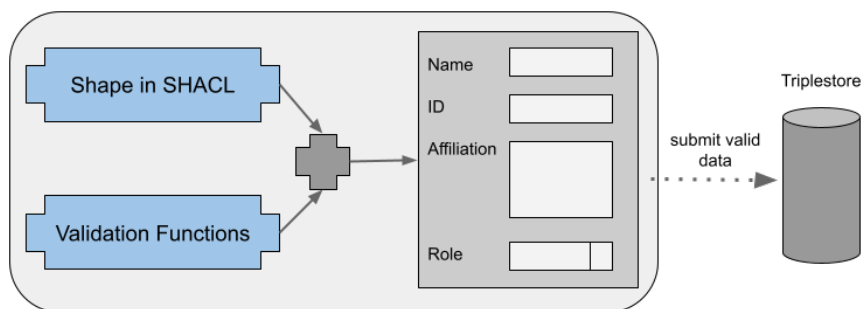 Shape in SHACL
Validation Functions
Name
ID
Affiliation
Role
submit valid
data
Triplestore